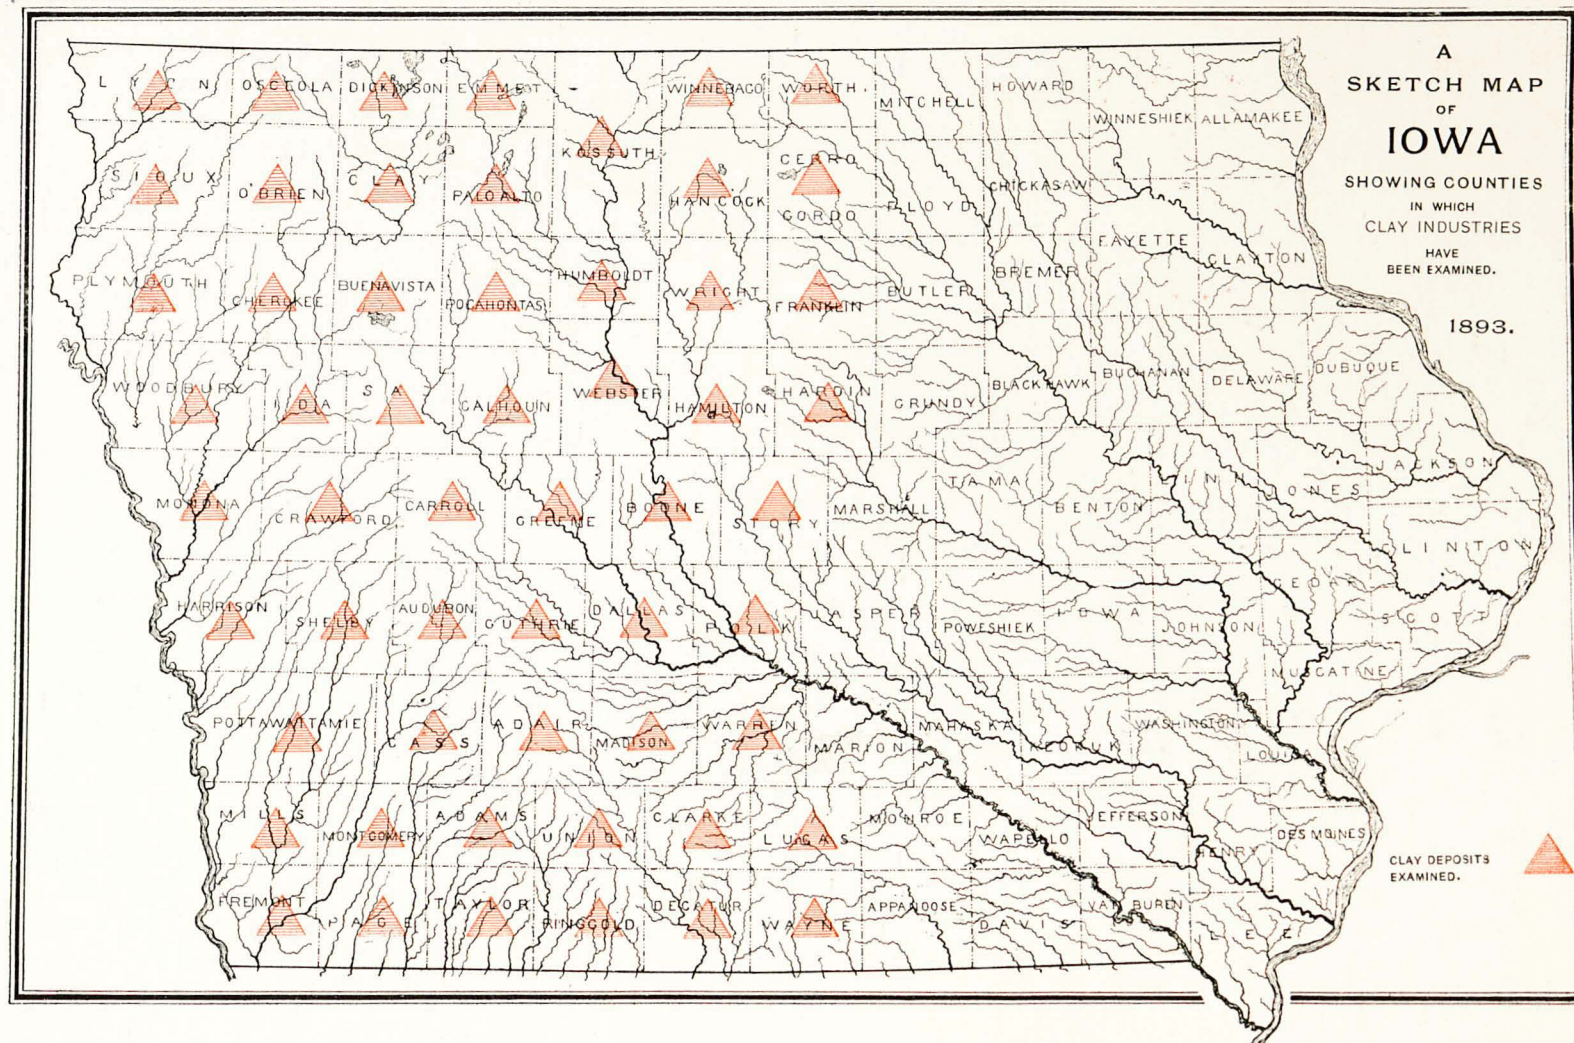 A
SKETCH MAP
OF
IOWA
SHOWING COUNTIES
IN WHICH
CLAY INDUSTRIES
HAVE
BEEN EXAMINED.
1893.
LYON OSCEOLA DICKINSON EMMET WINNEBAGO WORTH. MITCHELL HOWARD WINNESHIEK ALLAMAKEE
KOSSUTH
SIOUX O'BRIEN CLAY PALO ALTO HANCOCK CERRO GORDO FLOYD CHICKASAW
FAYETTE CLAYTON
PLYMOUTH CHEROKEE BUENA VISTA POCAHONTAS HUMBOLDT WRIGHT FRANKLIN BUTLER BREMER
WOODBURY IDA SA CALHOUN WEBSTER HAMILTON HARDIN GRUNDY BLACK HAWK BUCHANAN DELAWARE DUBUQUE
MONONA CRAWFORD CARROLL GREENE BOONE STORY MARSHALL TAMA BENTON LINN JONES JACKSON
CLINTON
CEDAR
HARRISON SHELBY AUDUBON GUTHRIE DALLAS POLK JASPER POWESHIEK IOWA JOHNSON SCOTT
MUSCATINE
POTTAWATTAMIE CASS ADAIR MADISON WARREN MARION MAHASKA KEOKUK WASHINGTON LOUISA
MILLS MONTGOMERY ADAMS UNION CLARKE LUCAS MONROE WAPELLO JEFFERSON HENRY DES MOINES
FREMONT PAGE TAYLOR RINGGOLD DECATUR WAYNE APPANOOSE DAVIS VAN BUREN LEE
CLAY DEPOSITS
EXAMINED.